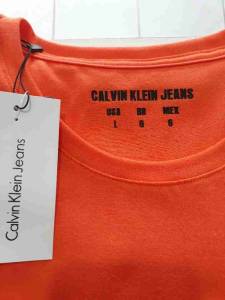 CALVIN KLEIN JEANS
USA BR MEX
L G G
Calvin Klein Jeans